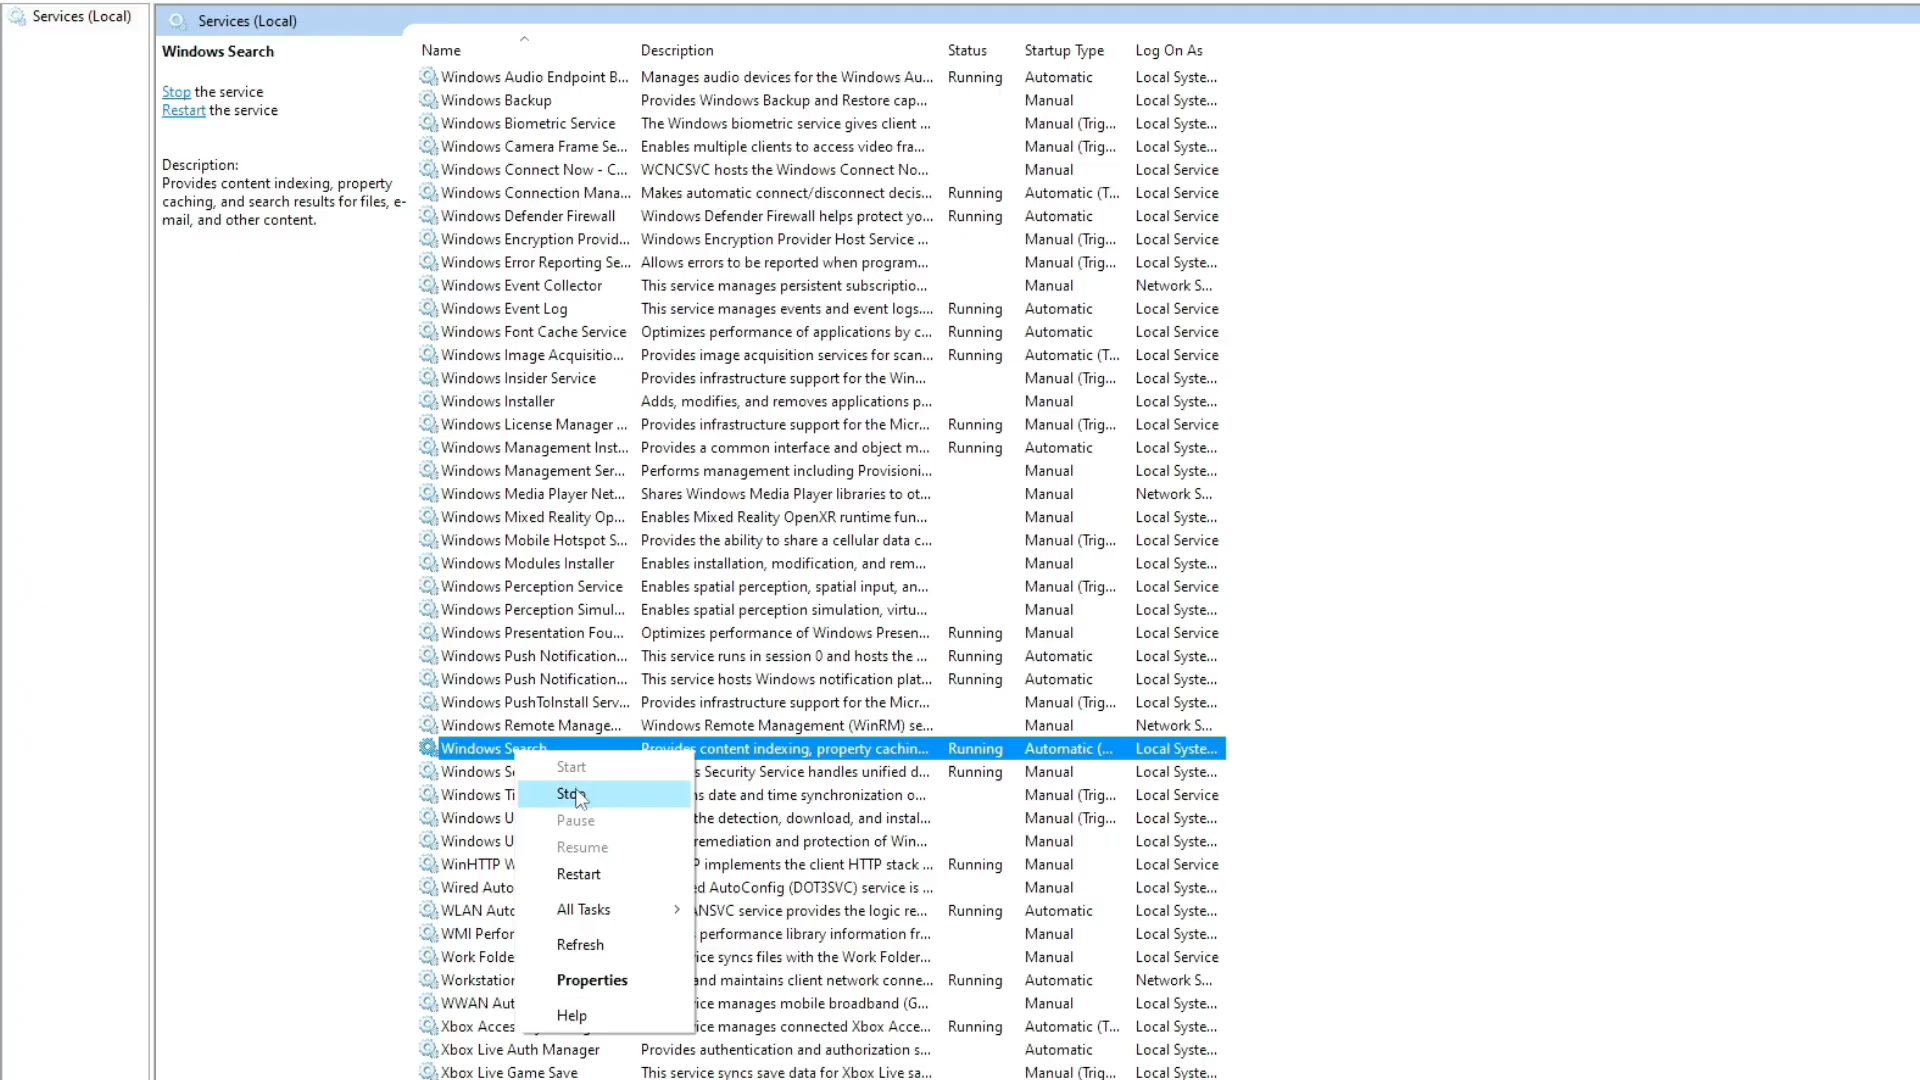 Services (Local)
Services (Local)
Windows Search
Stop the service
Restart the service
Description:
Provides content indexing, property
caching, and search results for files, e-
mail, and other content.
Name Description Status Startup Type Log On As
Windows Audio Endpoint B... Manages audio devices for the Windows Au... Running Automatic Local Syste...
Windows Backup Provides Windows Backup and Restore cap... Manual Local Syste...
Windows Biometric Service The Windows biometric service gives client ... Manual (Trig... Local Syste...
Windows Camera Frame Se... Enables multiple clients to access video fra... Manual (Trig... Local Syste...
Windows Connect Now - C... WCNCSVC hosts the Windows Connect No... Manual Local Service
Windows Connection Mana... Makes automatic connect/disconnect decis... Running Automatic (T... Local Service
Windows Defender Firewall Windows Defender Firewall helps protect yo... Running Automatic Local Service
Windows Encryption Provid... Windows Encryption Provider Host Service ... Manual (Trig... Local Service
Windows Error Reporting Se... Allows errors to be reported when program... Manual (Trig... Local Syste...
Windows Event Collector This service manages persistent subscriptio... Manual Network S...
Windows Event Log This service manages events and event logs.... Running Automatic Local Service
Windows Font Cache Service Optimizes performance of applications by c... Running Automatic Local Service
Windows Image Acquisitio... Provides image acquisition services for scan... Running Automatic (T... Local Service
Windows Insider Service Provides infrastructure support for the Win... Manual (Trig... Local Syste...
Windows Installer Adds, modifies, and removes applications p... Manual Local Syste...
Windows License Manager ... Provides infrastructure support for the Micr... Running Manual (Trig... Local Service
Windows Management Inst... Provides a common interface and object m... Running Automatic Local Syste...
Windows Management Ser... Performs management including Provisioni... Manual Local Syste...
Windows Media Player Net... Shares Windows Media Player libraries to ot... Manual Network S...
Windows Mixed Reality Op... Enables Mixed Reality OpenXR runtime fun... Manual Local Syste...
Windows Mobile Hotspot S... Provides the ability to share a cellular data c... Manual (Trig... Local Service
Windows Modules Installer Enables installation, modification, and rem... Manual Local Syste...
Windows Perception Service Enables spatial perception, spatial input, an... Manual (Trig... Local Service
Windows Perception Simul... Enables spatial perception simulation, virtu... Manual Local Syste...
Windows Presentation Fou... Optimizes performance of Windows Presen... Running Manual Local Service
Windows Push Notification... This service runs in session 0 and hosts the ... Running Automatic Local Syste...
Windows Push Notification... This service hosts Windows notification plat... Running Automatic Local Syste...
Windows PushToInstall Serv... Provides infrastructure support for the Micr... Manual (Trig... Local Syste...
Windows Remote Manage... Windows Remote Management (WinRM) se... Manual Network S...
Windows Search Provides content indexing, property cachin... Running Automatic (... Local Syste...
Windows Se Security Service handles unified d... Running Manual Local Syste...
Windows Ti date and time synchronization o... Manual (Trig... Local Service
Windows U the detection, download, and instal... Manual (Trig... Local Syste...
Windows U remediation and protection of Win... Manual Local Syste...
WinHTTP W implements the client HTTP stack ... Running Manual Local Service
Wired Auto AutoConfig (DOT3SVC) service is ... Manual Local Syste...
WLAN Auto service provides the logic re... Running Automatic Local Syste...
WMI Perfor performance library information fr... Manual Local Syste...
Work Folde syncs files with the Work Folder... Manual Local Service
Workstation and maintains client network conne... Running Automatic Network S...
WWAN Aut manages mobile broadband (G... Manual Local Syste...
Xbox Acces manages connected Xbox Acce... Running Automatic (T... Local Syste...
Xbox Live Auth Manager Provides authentication and authorization s... Automatic Local Syste...
Xbox Live Game Save This service syncs save data for Xbox Live sa... Manual (Trig... Local Syste...
Start
Stop
Pause
Resume
Restart
All Tasks
Refresh
Properties
Help